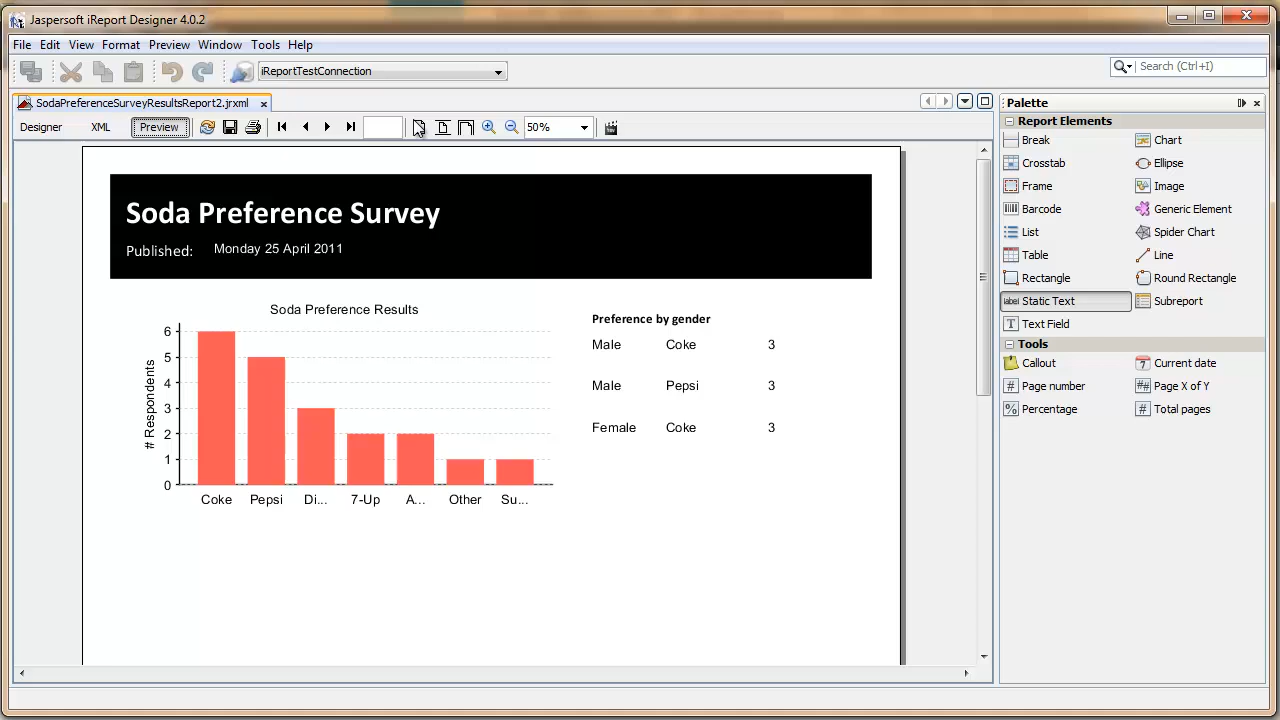 Jaspersoft iReport Designer 4.0.2
File Edit View Format Preview Window Tools Help
iReportTestConnection
Search (Ctrl+I)
SodaPreferenceSurveyResultsReport2.jrxml
Designer XML Preview 50%
Soda Preference Survey
Published: Monday 25 April 2011
Soda Preference Results
# Respondents
6
5
4
3
2
1
0
Coke Pepsi Di... 7-Up A... Other Su...
Preference by gender
Male Coke 3
Male Pepsi 3
Female Coke 3
Palette
Report Elements
Break Chart
Crosstab Ellipse
Frame Image
Barcode Generic Element
List Spider Chart
Table Line
Rectangle Round Rectangle
label Static Text Subreport
T Text Field
Tools
Callout 7 Current date
# Page number ## Page X of Y
% Percentage # Total pages